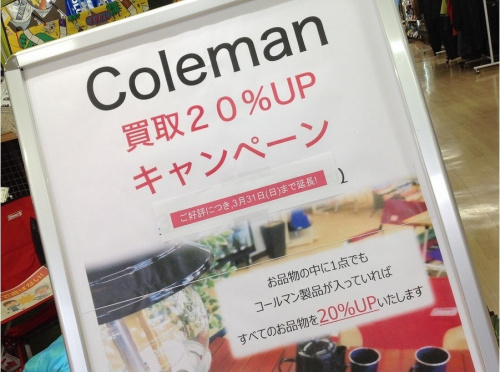 Coleman
買取２０％UP
キャンペーン
ご好評につき,3月31日(日)まで延長!
)
お品物の中に1点でも
コールマン製品が入っていれば
すべてのお品物を20%UPいたします